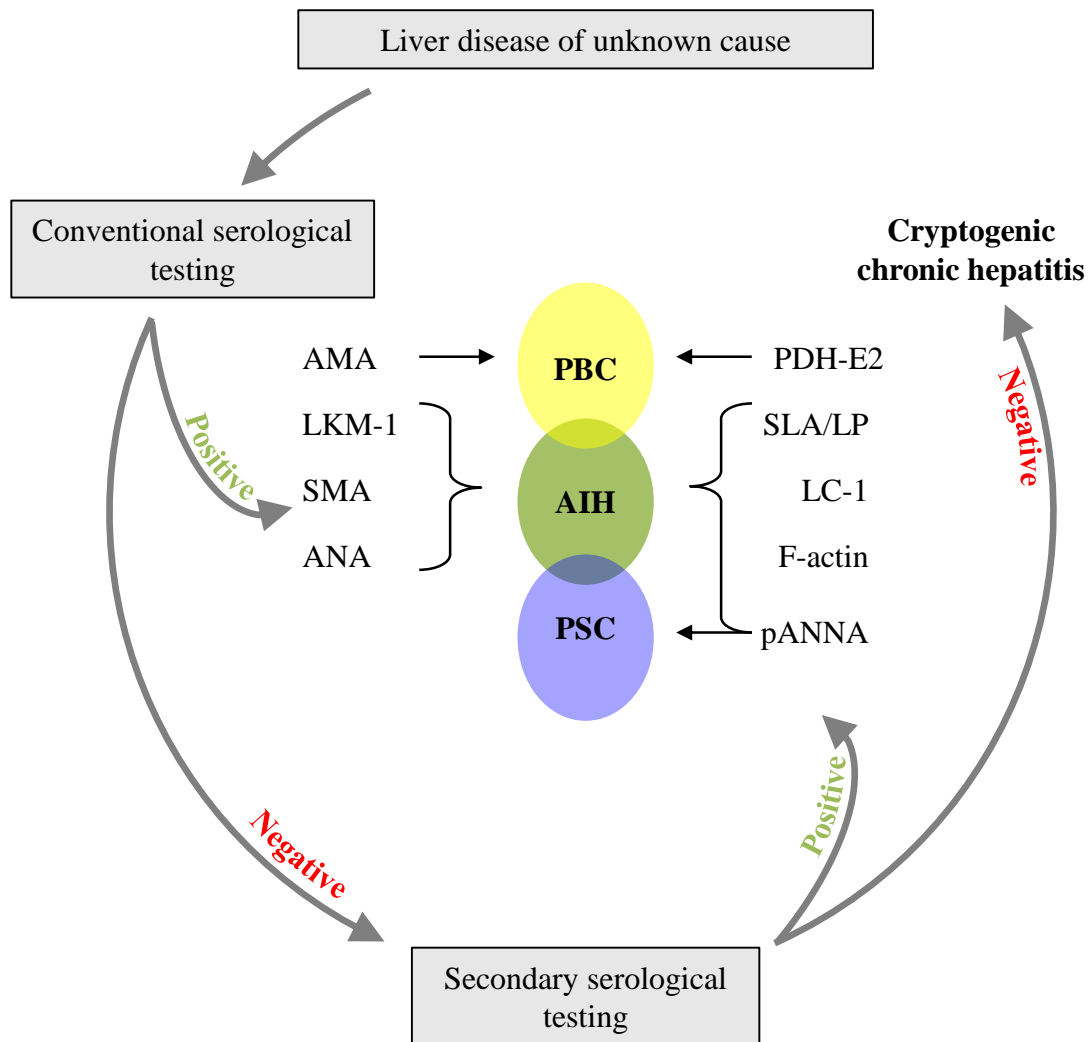 Liver disease of unknown cause
Conventional serological
testing
Cryptogenic
chronic hepatitis
AMA
LKM-1
SMA
ANA
PBC
AIH
PSC
PDH-E2
SLA/LP
LC-1
F-actin
pANNA
Positive
Negative
Positive
Negative
Secondary serological
testing